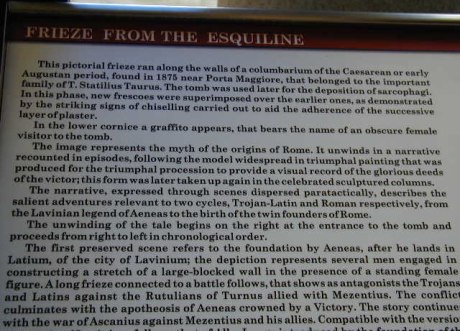 FRIEZE FROM THE ESQUILINE
This pictorial frieze ran along the walls of a columbarium of the Caesarean or early
Augustan period, found in 1875 near Porta Maggiore, that belonged to the important
family of T. Statilius Taurus. The tomb was used later for the deposition of sarcophagi.
In this phase, new frescoes were superimposed over the earlier ones, as demonstrated
by the striking signs of chiselling carried out to aid the adherence of the successive
layer of plaster.
In the lower cornice a graffito appears, that bears the name of an obscure female
visitor to the tomb.
The image represents the myth of the origins of Rome. It unwinds in a narrative
recounted in episodes, following the model widespread in triumphal painting that was
produced for the triumphal procession to provide a visual record of the glorious deeds
of the victor; this form was later taken up again in the celebrated sculptured columns.
The narrative, expressed through scenes dispersed paratactically, describes the
salient adventures relevant to two cycles, Trojan-Latin and Roman respectively, from
the Lavinian legend of Aeneas to the birth of the twin founders of Rome.
The unwinding of the tale begins on the right at the entrance to the tomb and
proceeds from right to left in chronological order.
The first preserved scene refers to the foundation by Aeneas, after he lands in
Latium, of the city of Lavinium; the depiction represents several men engaged in
constructing a stretch of a large-blocked wall in the presence of a standing female
figure. A long frieze connected to a battle follows, that shows as antagonists the Trojans
and Latins against the Rutulians of Turnus allied with Mezentius. The conflict
culminates with the apotheosis of Aeneas crowned by a Victory. The story continue
with the war of Ascanius against Mezentius and his allies. Compatible with the versio